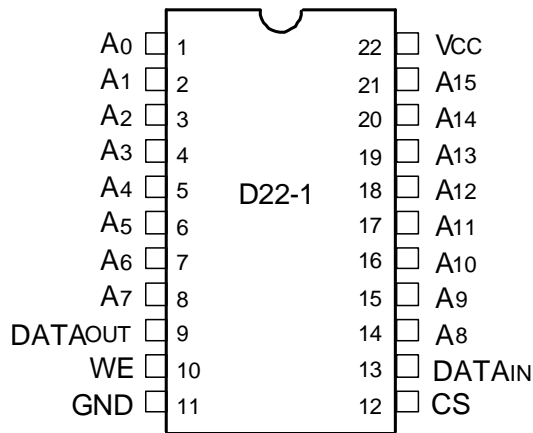 A0 1 22 VCC
A1 2 21 A15
A2 3 20 A14
A3 4 19 A13
A4 5 18 A12
D22-1
A5 6 17 A11
A6 7 16 A10
A7 8 15 A9
DATAOUT 9 14 A8
WE 10 13 DATAIN
GND 11 12 CS